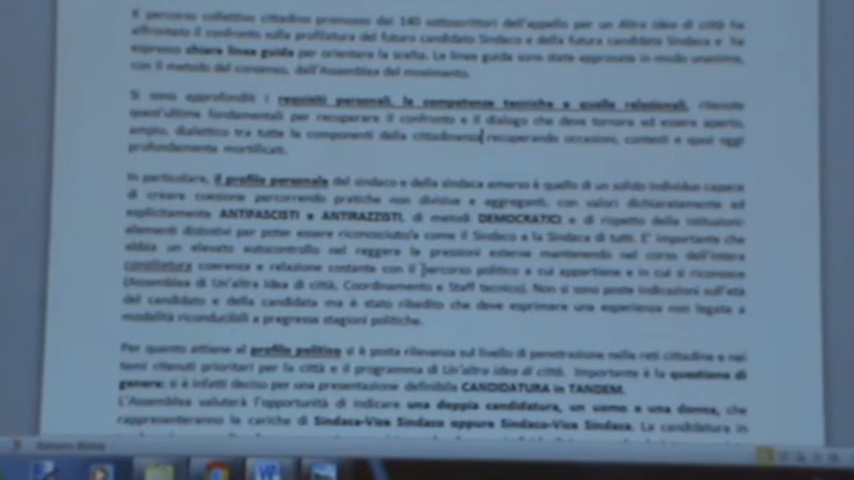 Il percorso collettivo cittadino promosso dai 140 sottoscrittori dell'appello per un Altra idea di città ha
affrontato il confronto sulla profilatura del futuro candidato Sindaco e della futura candidata Sindaca e ha
espresso chiare linee guida per orientare la scelta. Le linee guida sono state approvate in modo unanime,
con il metodo del consenso, dall'Assemblea del movimento.
Si sono approfonditi i requisiti personali, le competenze tecniche e quelle relazionali, ritenute
quest'ultime fondamentali per recuperare il confronto e il dialogo che deve tornare ad essere aperto,
ampio, dialettico tra tutte le componenti della cittadinanza recuperando occasioni, contesti e spazi oggi
profondamente mortificati.
In particolare, il profilo personale del sindaco e della sindaca emerso è quello di un solido individuo capace
di creare coesione percorrendo pratiche non divisive e aggreganti, con valori dichiaratamente ed
esplicitamente ANTIFASCISTI e ANTIRAZZISTI, di metodi DEMOCRATICI e di rispetto delle istituzioni:
elementi distintivi per poter essere riconosciuto/a come il Sindaco e la Sindaca di tutti. E' importante che
abbia un elevato autocontrollo nel reggere le pressioni esterne mantenendo nel corso dell'intera
consiliatura coerenza e relazione costante con il percorso politico a cui appartiene e in cui si riconosce
(Assemblea di Un'altra idea di città, Coordinamento e Staff tecnico). Non si sono poste indicazioni sull'età
del candidato e della candidata ma è stato ribadito che deve esprimere una esperienza non legata a
modalità riconducibili a pregresse stagioni politiche.
Per quanto attiene al profilo politico si è posta rilevanza sul livello di penetrazione nelle reti cittadine e nei
temi ritenuti prioritari per la città e il programma di Un'altra idea di città. Importante è la questione di
genere: si è infatti deciso per una presentazione definibile CANDIDATURA in TANDEM.
L'Assemblea valuterà l'opportunità di indicare una doppia candidatura, un uomo e una donna, che
rappresenteranno le cariche di Sindaca-Vice Sindaco oppure Sindaco-Vice Sindaca. La candidatura in